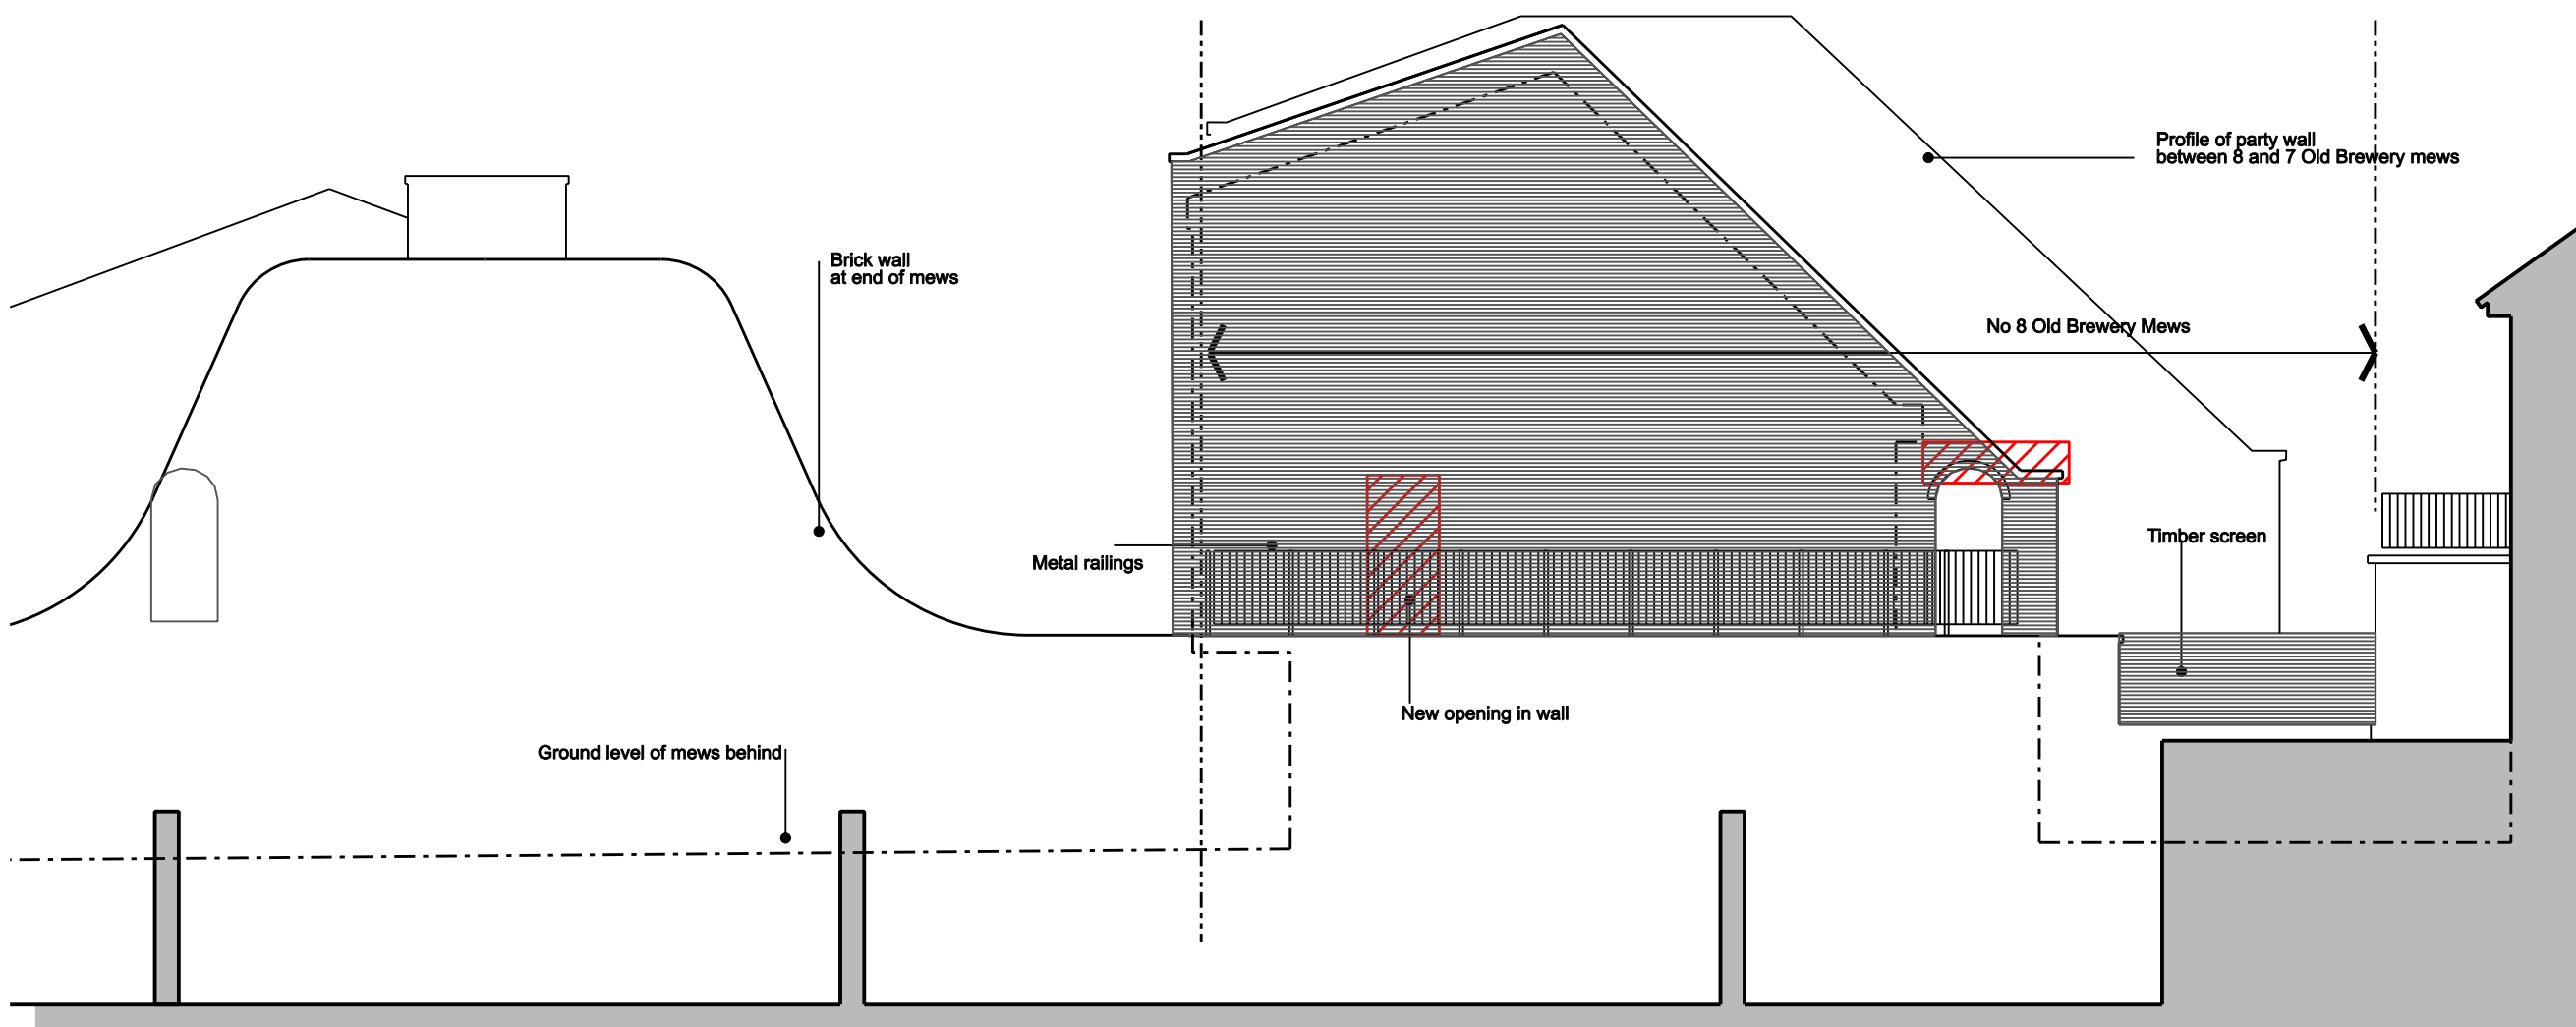 Profile of party wall
between 8 and 7 Old Brewery mews
Brick wall
at end of mews
No 8 Old Brewery Mews
Timber screen
Metal railings
New opening in wall
Ground level of mews behind